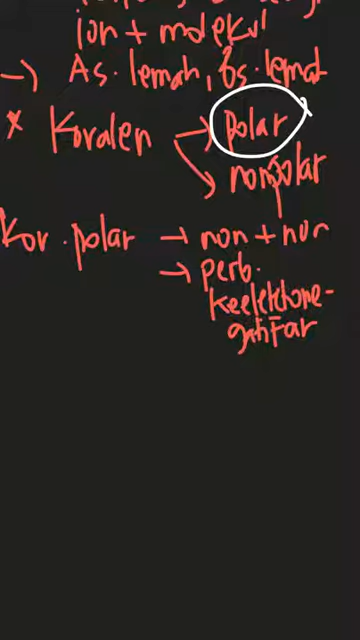 ion + molekul
→ As. lemah, Bs. lemah
* Kovalen → polar
→ nonpolar
Kov. polar → non + non
→ perb.
Keelektrone-
gatifan